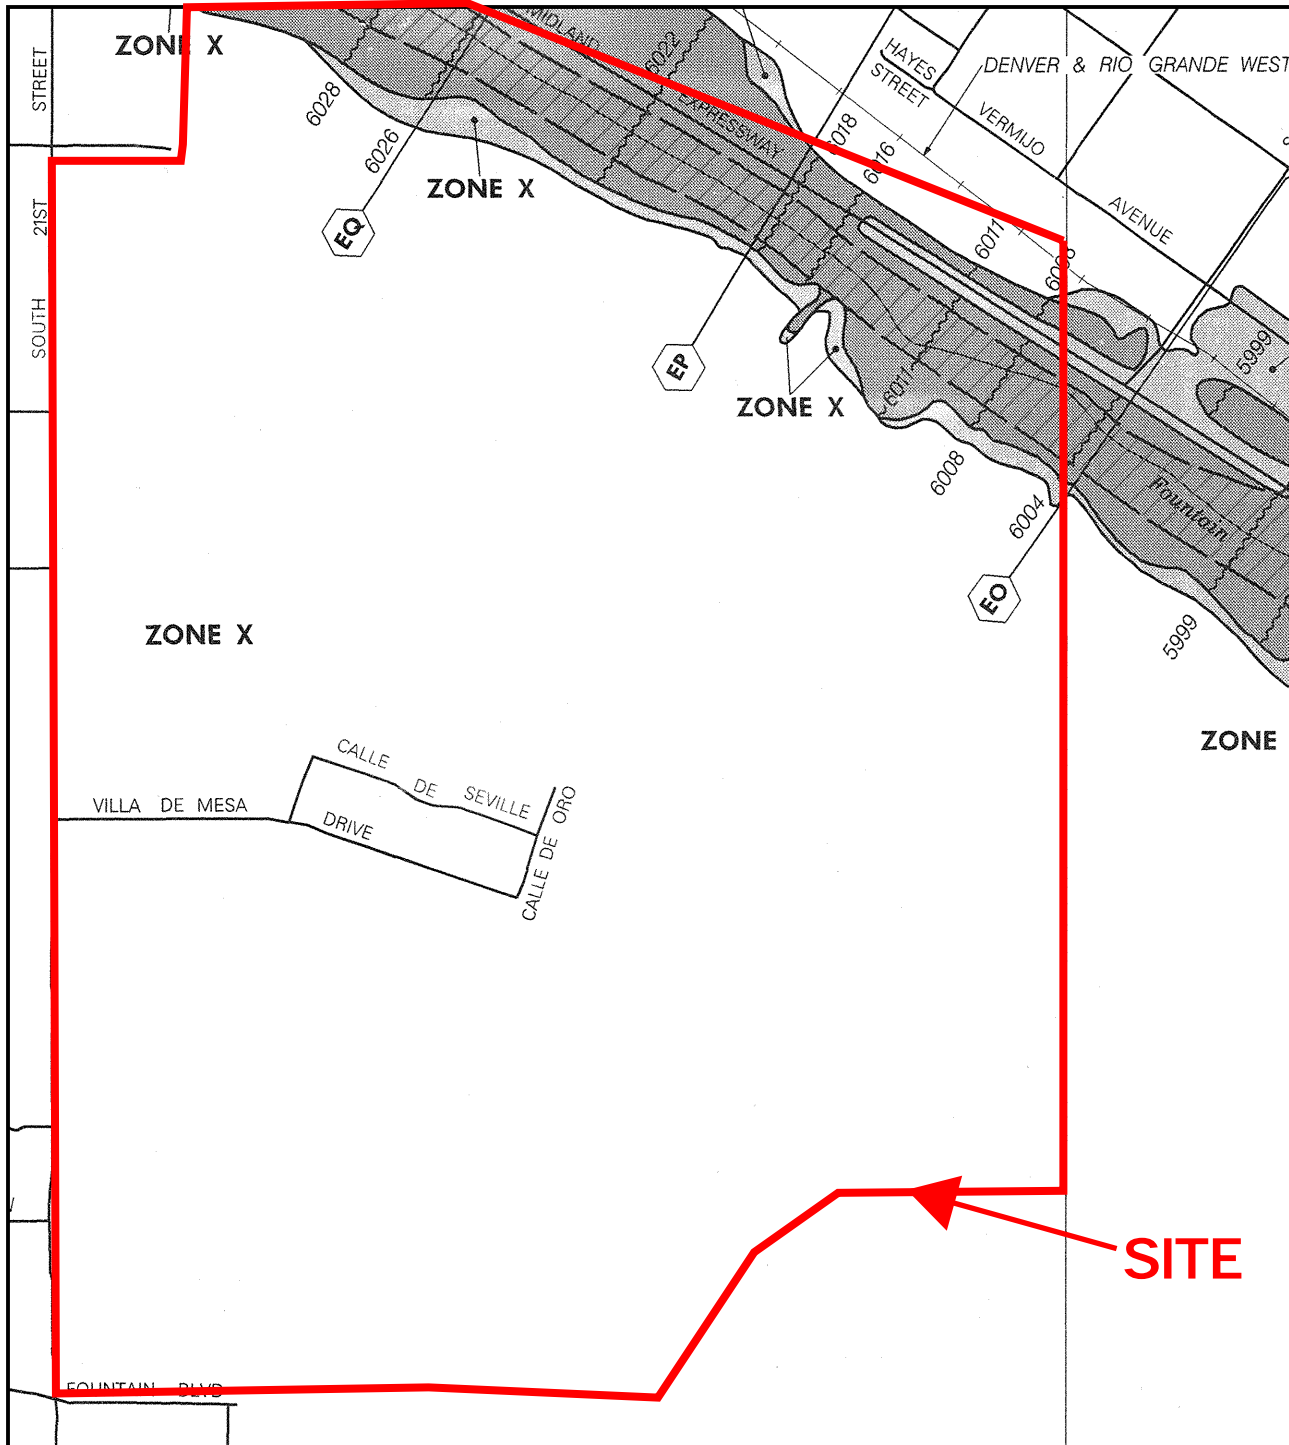 ZONE X
STREET
21ST
SOUTH
6028
6026
EQ
ZONE X
MIDLAND
EXPRESSWAY
6022
6018
6016
6011
6008
HAYES
STREET
DENVER & RIO GRANDE WEST
VERMIJO
AVENUE
EP
ZONE X
6011
6008
6004
EO
Fountain
5999
5999
ZONE X
ZONE
VILLA DE MESA
DRIVE
CALLE DE SEVILLE
CALLE DE ORO
SITE
FOUNTAIN BLVD